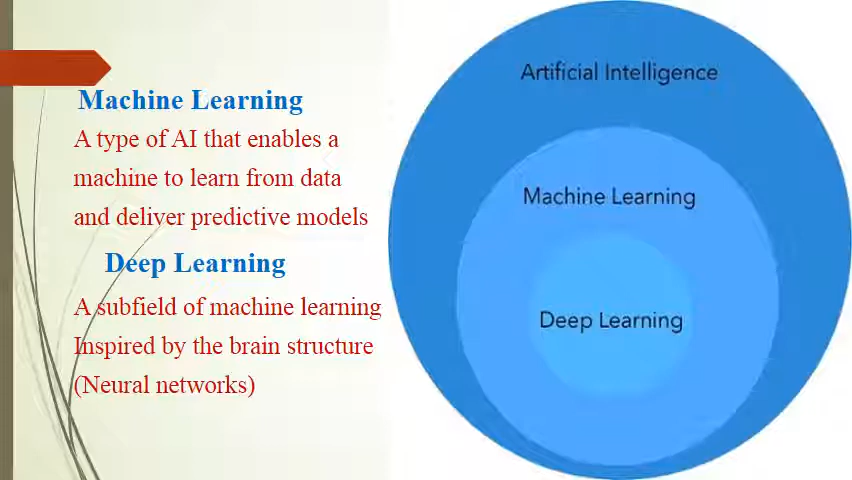 Machine Learning
A type of AI that enables a
machine to learn from data
and deliver predictive models
Deep Learning
A subfield of machine learning
Inspired by the brain structure
(Neural networks)
Artificial Intelligence
Machine Learning
Deep Learning